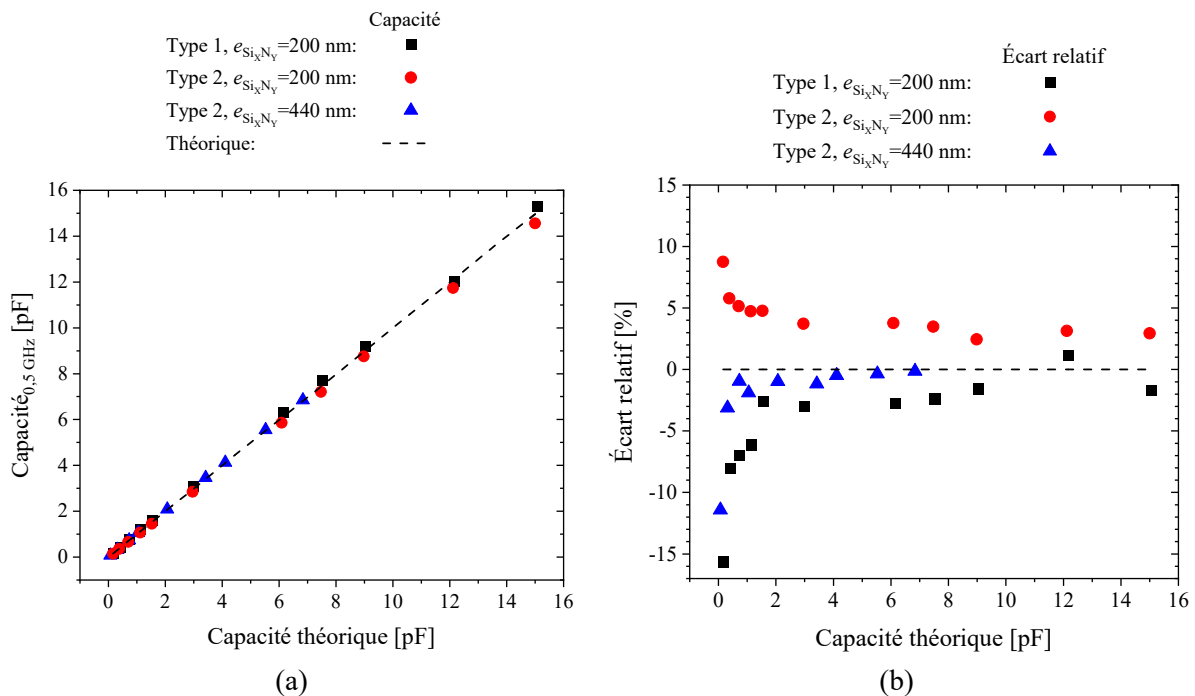 Capacité
Type 1, e_SiXNY=200 nm:
Type 2, e_SiXNY=200 nm:
Type 2, e_SiXNY=440 nm:
Théorique:
16
14
12
10
8
6
4
2
0
Capacité0,5 GHz [pF]
0 2 4 6 8 10 12 14 16
Capacité théorique [pF]
(a)
Écart relatif
Type 1, e_SiXNY=200 nm:
Type 2, e_SiXNY=200 nm:
Type 2, e_SiXNY=440 nm:
15
10
5
0
-5
-10
-15
Écart relatif [%]
0 2 4 6 8 10 12 14 16
Capacité théorique [pF]
(b)